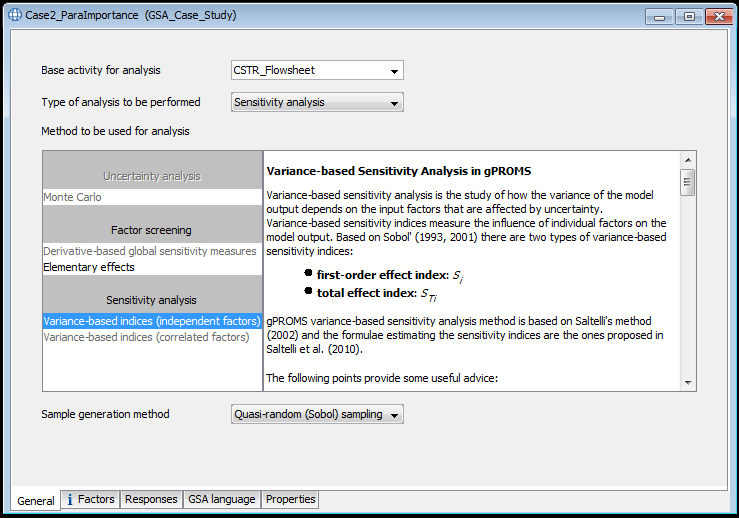 Case2_ParaImportance (GSA_Case_Study)
Base activity for analysis
CSTR_Flowsheet
Type of analysis to be performed
Sensitivity analysis
Method to be used for analysis
Uncertainty analysis
Monte Carlo
Factor screening
Derivative-based global sensitivity measures
Elementary effects
Sensitivity analysis
Variance-based indices (independent factors)
Variance-based indices (correlated factors)
Variance-based Sensitivity Analysis in gPROMS
Variance-based sensitivity analysis is the study of how the variance of the model
output depends on the input factors that are affected by uncertainty.
Variance-based sensitivity indices measure the influence of individual factors on the
model output. Based on Sobol' (1993, 2001) there are two types of variance-based
sensitivity indices:
● first-order effect index: Si
● total effect index: STi
gPROMS variance-based sensitivity analysis method is based on Saltelli's method
(2002) and the formulae estimating the sensitivity indices are the ones proposed in
Saltelli et al. (2010).
The following points provide some useful advice:
Sample generation method
Quasi-random (Sobol) sampling
General
i Factors
Responses
GSA language
Properties